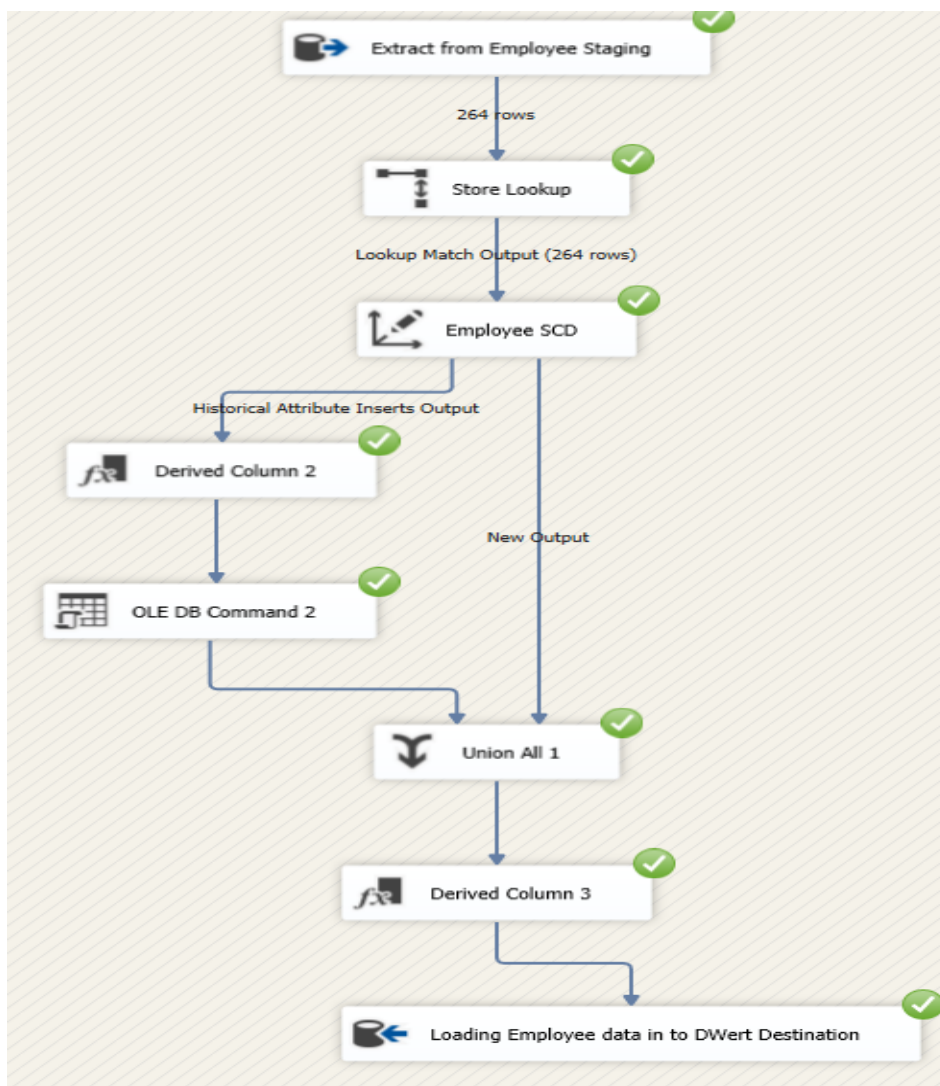 Extract from Employee Staging
264 rows
Store Lookup
Lookup Match Output (264 rows)
Employee SCD
Historical Attribute Inserts Output
Derived Column 2
New Output
OLE DB Command 2
Union All 1
Derived Column 3
Loading Employee data in to DWert Destination